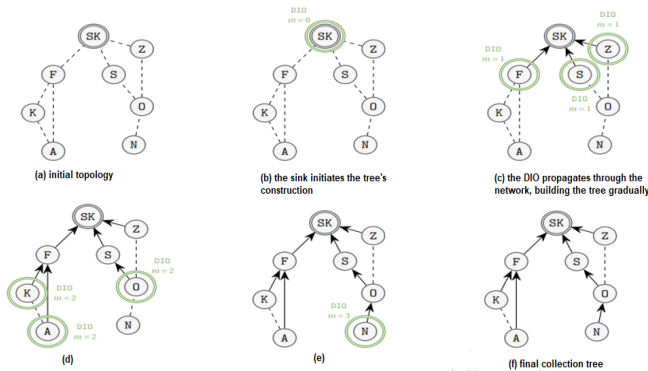 DIO
m=0
SK
Z
F
S
K
O
A
N
(a) initial topology
SK
Z
F
S
K
O
A
N
(b) the sink initiates the tree's
construction
DIO
m=1
SK
Z
DIO
m=1
F
S
DIO
m=1
K
O
A
N
(c) the DIO propagates through the
network, building the tree gradually
SK
Z
F
S
DIO
m=2
K
DIO
m=2
O
A
DIO
m=2
N
(d)
SK
Z
F
S
K
O
DIO
m=3
A
N
(e)
SK
Z
F
S
K
O
A
N
(f) final collection tree